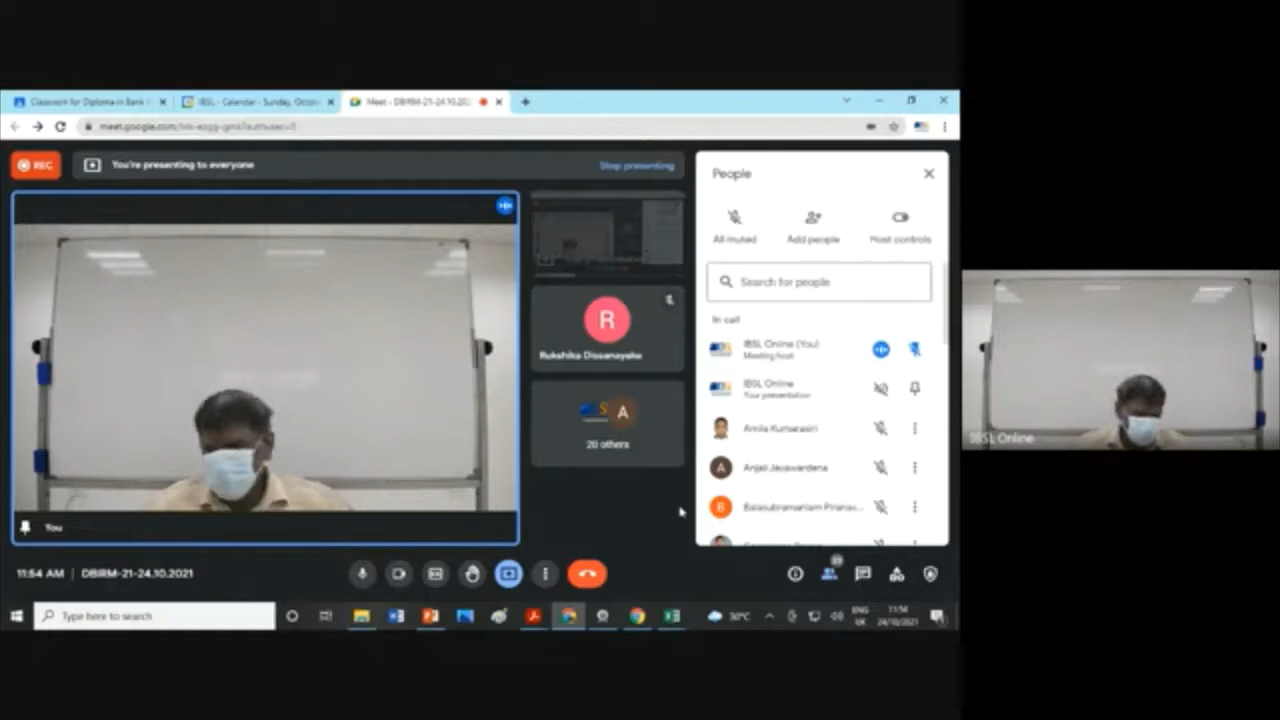 Classwork for Diploma in Bank
IBSL - Calendar - Sunday, Octob
Meet - DBIRM-21-24.10.202
REC
You're presenting to everyone
Stop presenting
People
All muted
Add people
Host controls
Search for people
In call
IBSL Online (You)
Meeting host
IBSL Online
Your presentation
Amila Kumarasiri
A
Anjali Jayawardena
B
Balasubramaniam Pranav...
R
Rukshika Dissanayake
A
20 others
You
IBSL Online
11:54 AM | DBIRM-21-24.10.2021
Type here to search
30°C
ENG
UK
11:54
24/10/2021